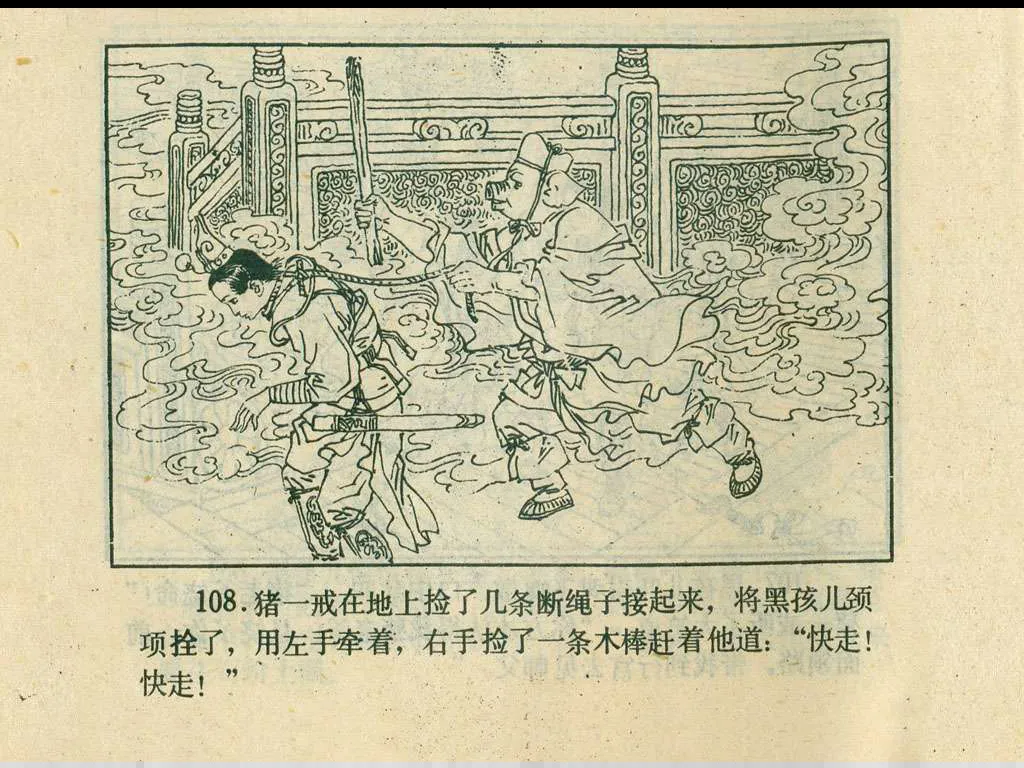 108. 猪一戒在地上捡了几条断绳子接起来，将黑孩儿颈
项拴了，用左手牵着，右手捡了一条木棒赶着他道：“快走！
快走！”